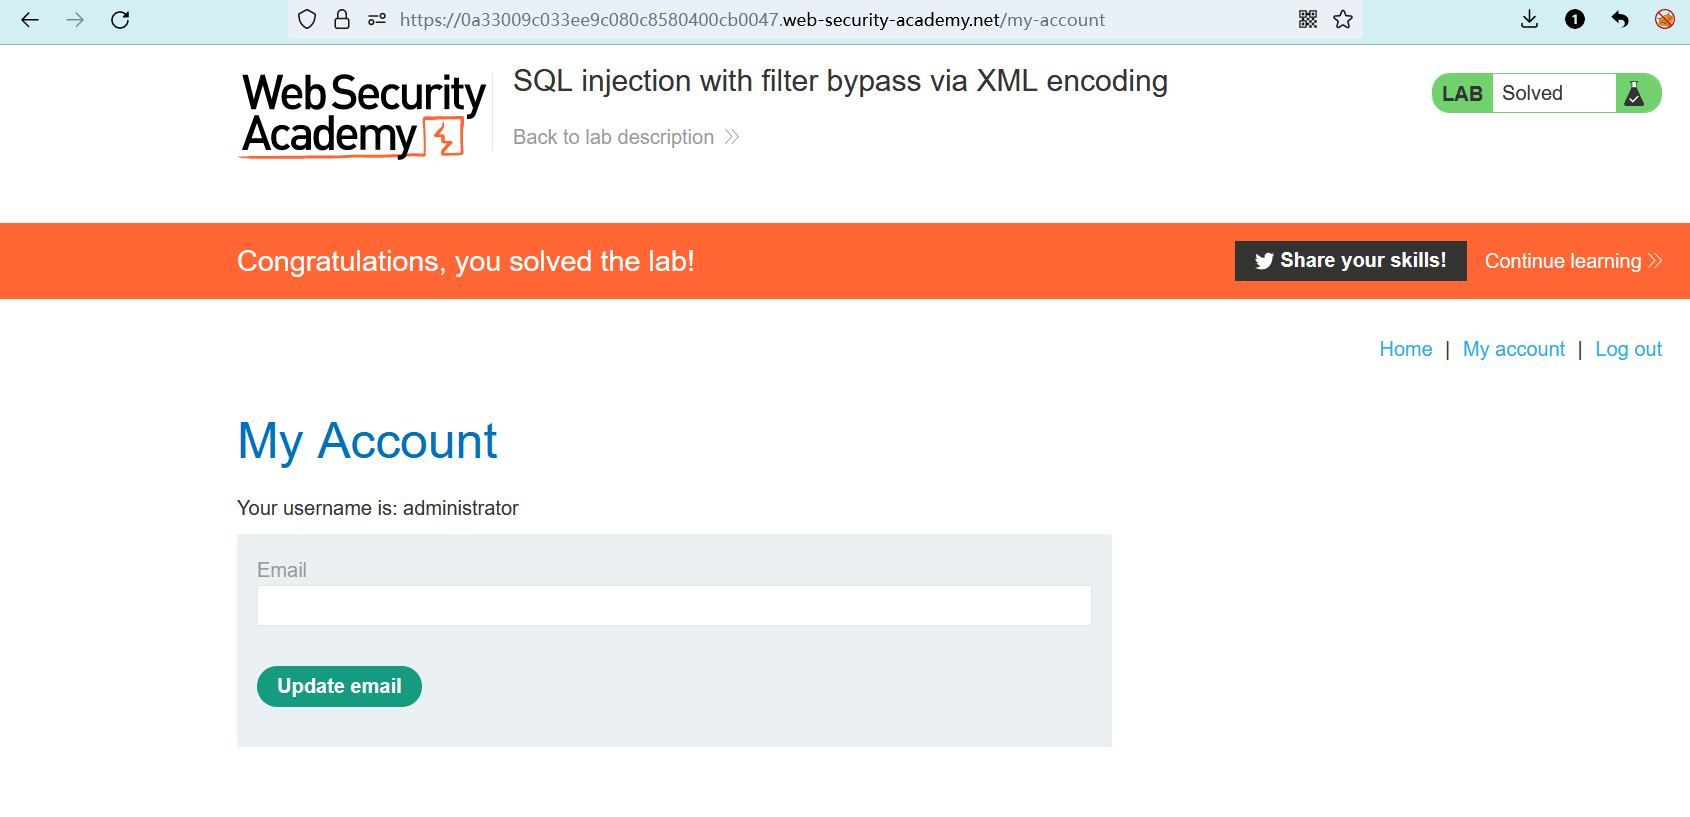 https://0a33009c033ee9c080c8580400cb0047.web-security-academy.net/my-account
1
Web Security
Academy
SQL injection with filter bypass via XML encoding
Back to lab description
LAB Solved
Congratulations, you solved the lab!
Share your skills!
Continue learning
Home | My account | Log out
My Account
Your username is: administrator
Email
Update email